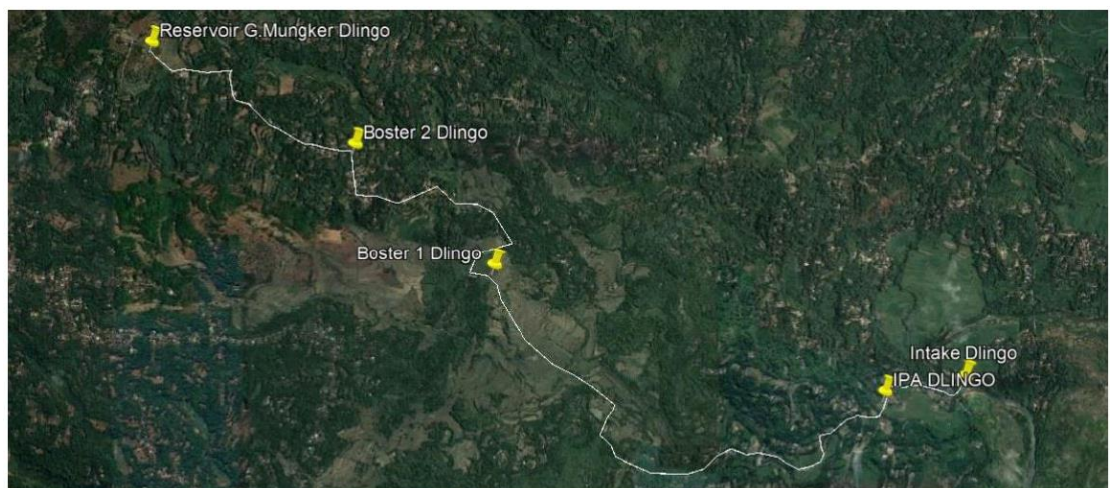 Reservoir G.Mungker Dlingo
Boster 2 Dlingo
Boster 1 Dlingo
Intake Dlingo
IPA DLINGO